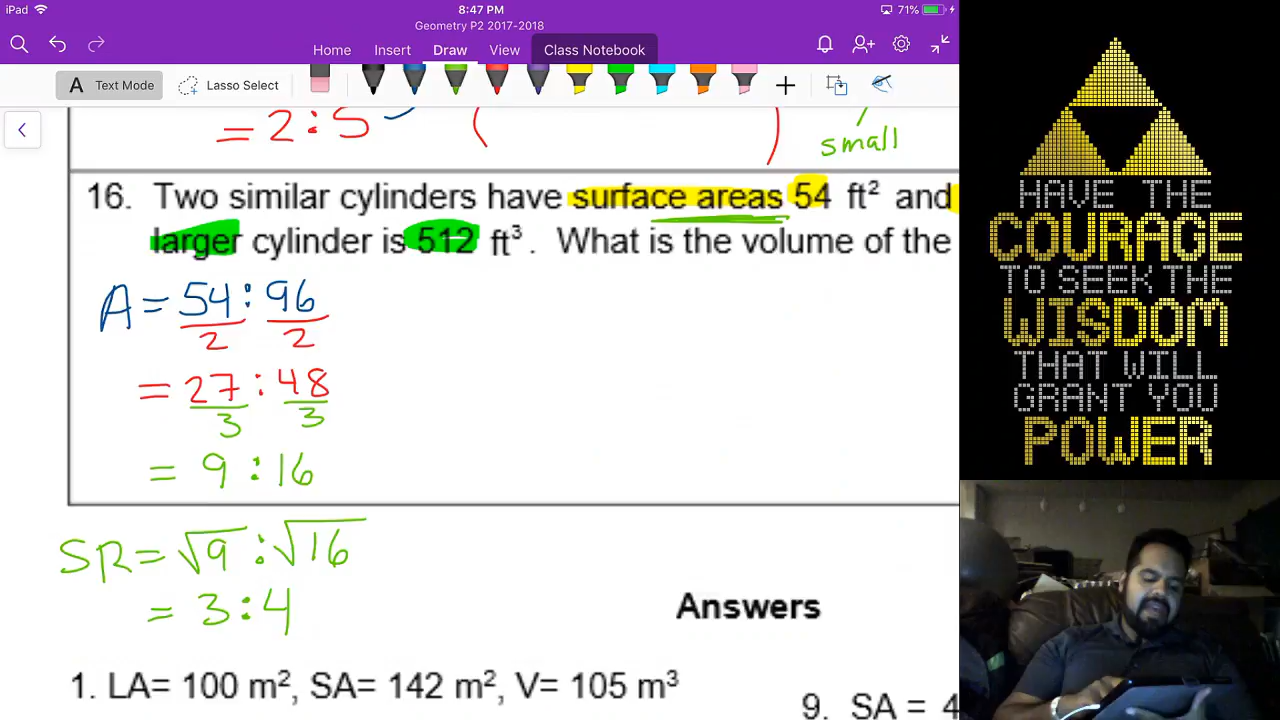 iPad
8:47 PM
71%
Geometry P2 2017-2018
Home Insert Draw View Class Notebook
A Text Mode Lasso Select
= 2:5 ( )
small
16. Two similar cylinders have surface areas 54 ft² and
larger cylinder is 512 ft³. What is the volume of the
A = 54:96
2 2
= 27:48
3 3
= 9:16
SR = √9 : √16
= 3:4
Answers
1. LA= 100 m², SA= 142 m², V= 105 m³
9. SA = 4
HAVE THE
COURAGE
TO SEEK THE
WISDOM
THAT WILL
GRANT YOU
POWER